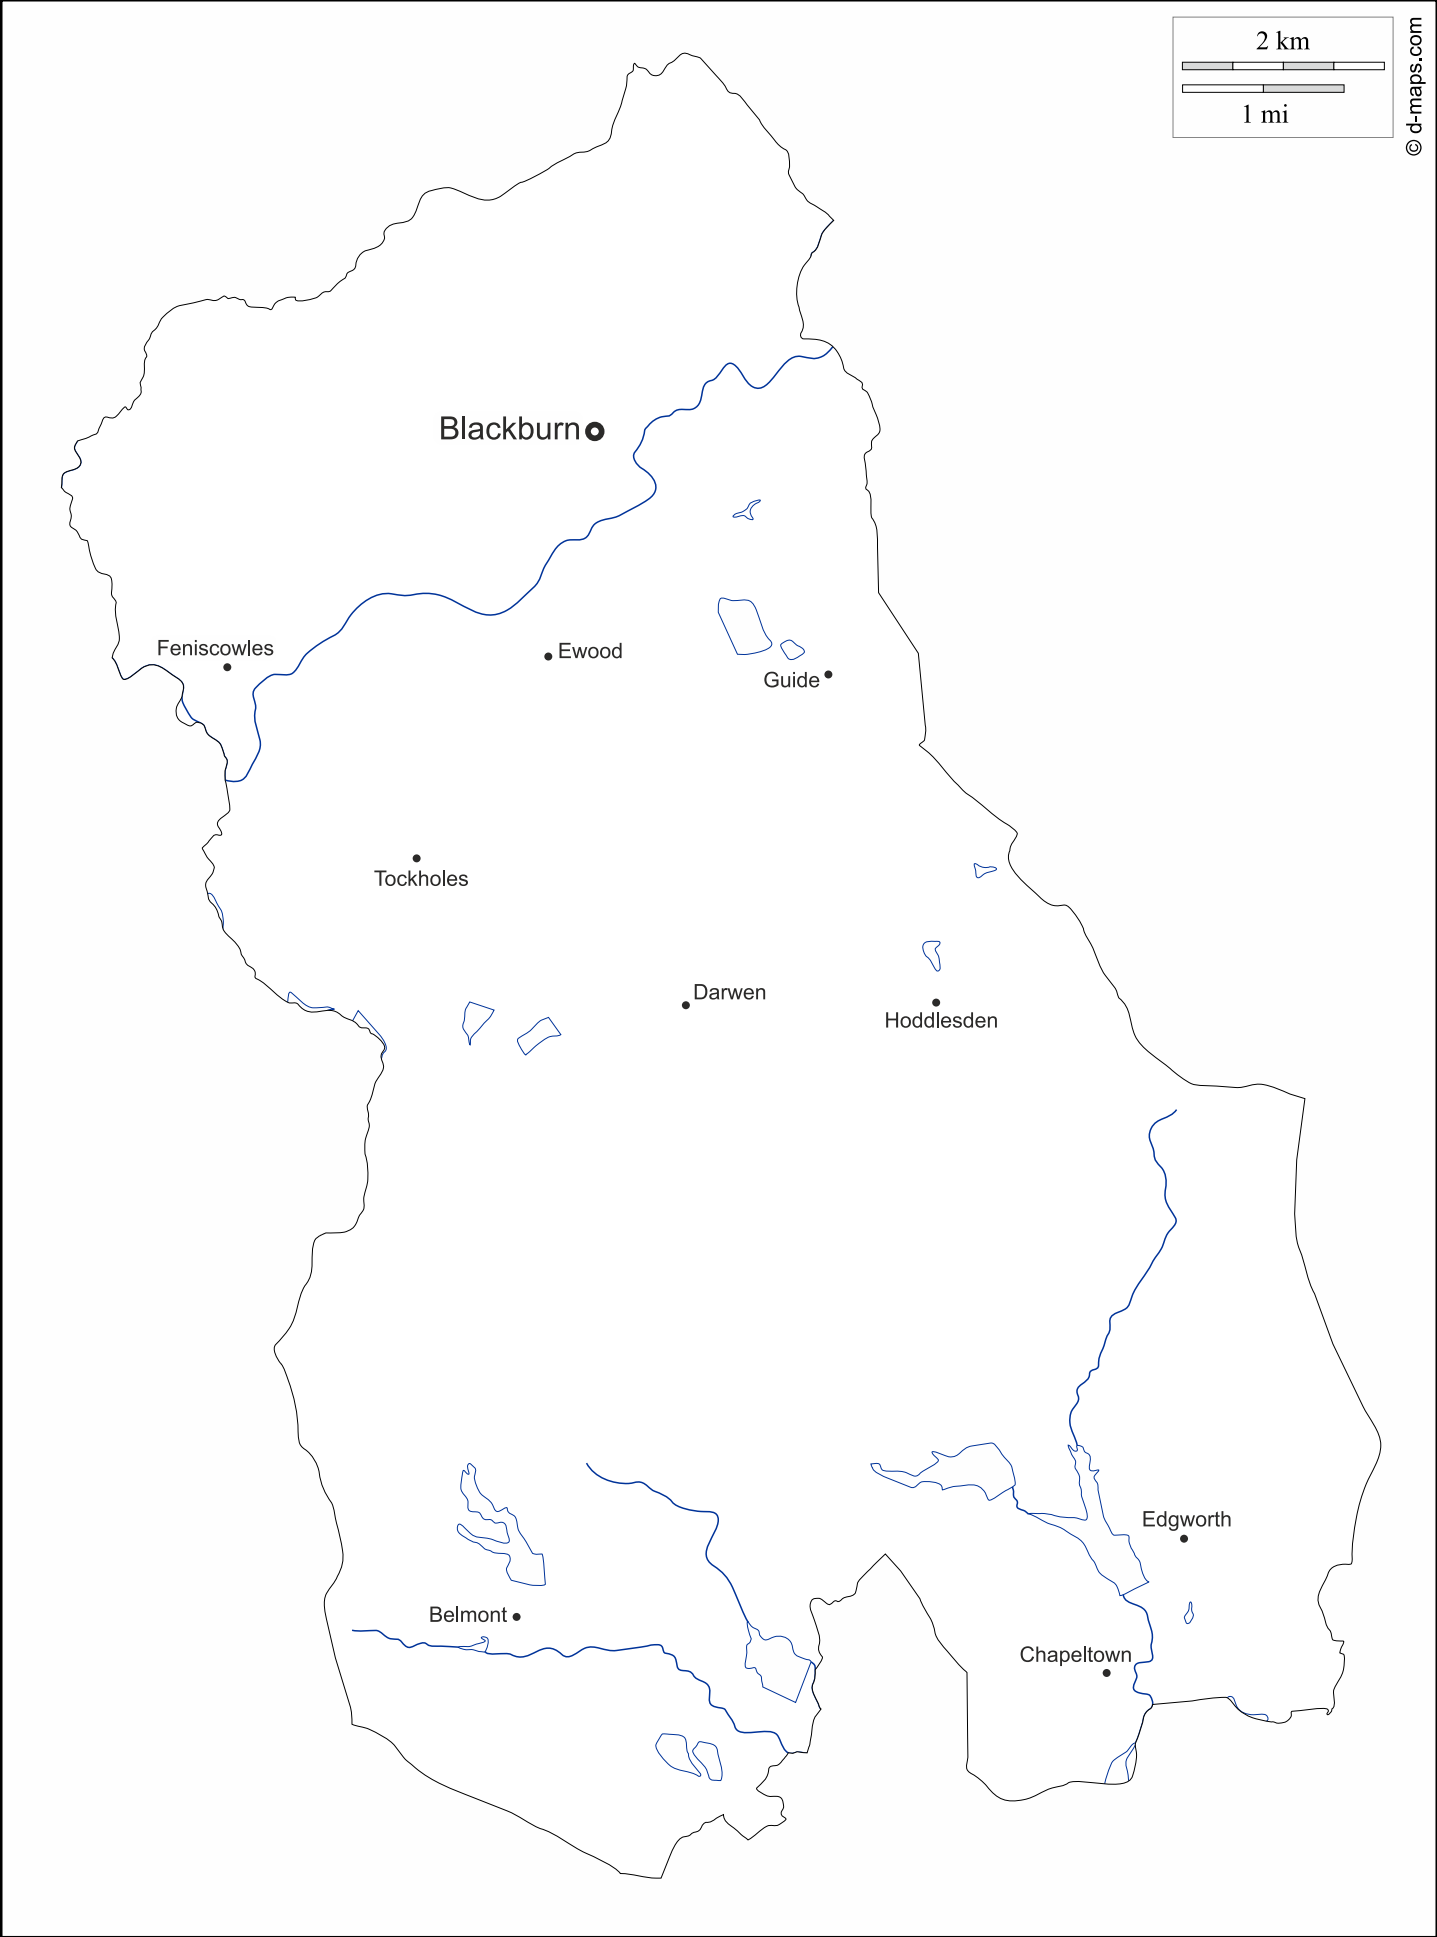 2 km
1 mi
© d-maps.com
Blackburn
Feniscowles
Ewood
Guide
Tockholes
Darwen
Hoddlesden
Edgworth
Belmont
Chapeltown